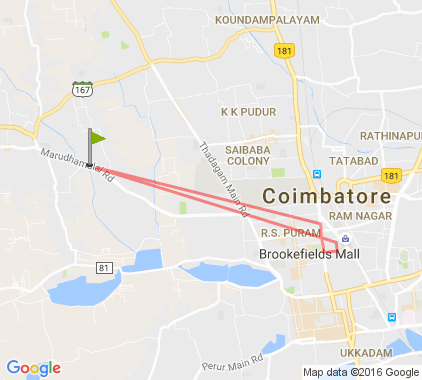 KOUNDAMPALAYAM
181
167
K K PUDUR
Thadagam Main Rd
RATHINAPU
SAIBABA
COLONY
TATABAD
Marudhamalai Rd
181
Coimbatore
RAM NAGAR
R.S. PURAM
Brookefields Mall
81
UKKADAM
Perur Main Rd
Google
Map data ©2016 Google